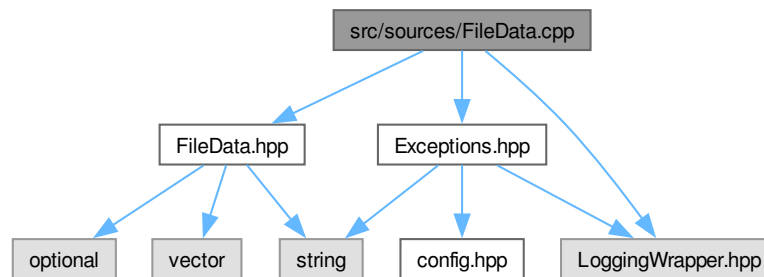 src/sources/FileData.cpp
FileData.hpp
Exceptions.hpp
optional
vector
string
config.hpp
LoggingWrapper.hpp